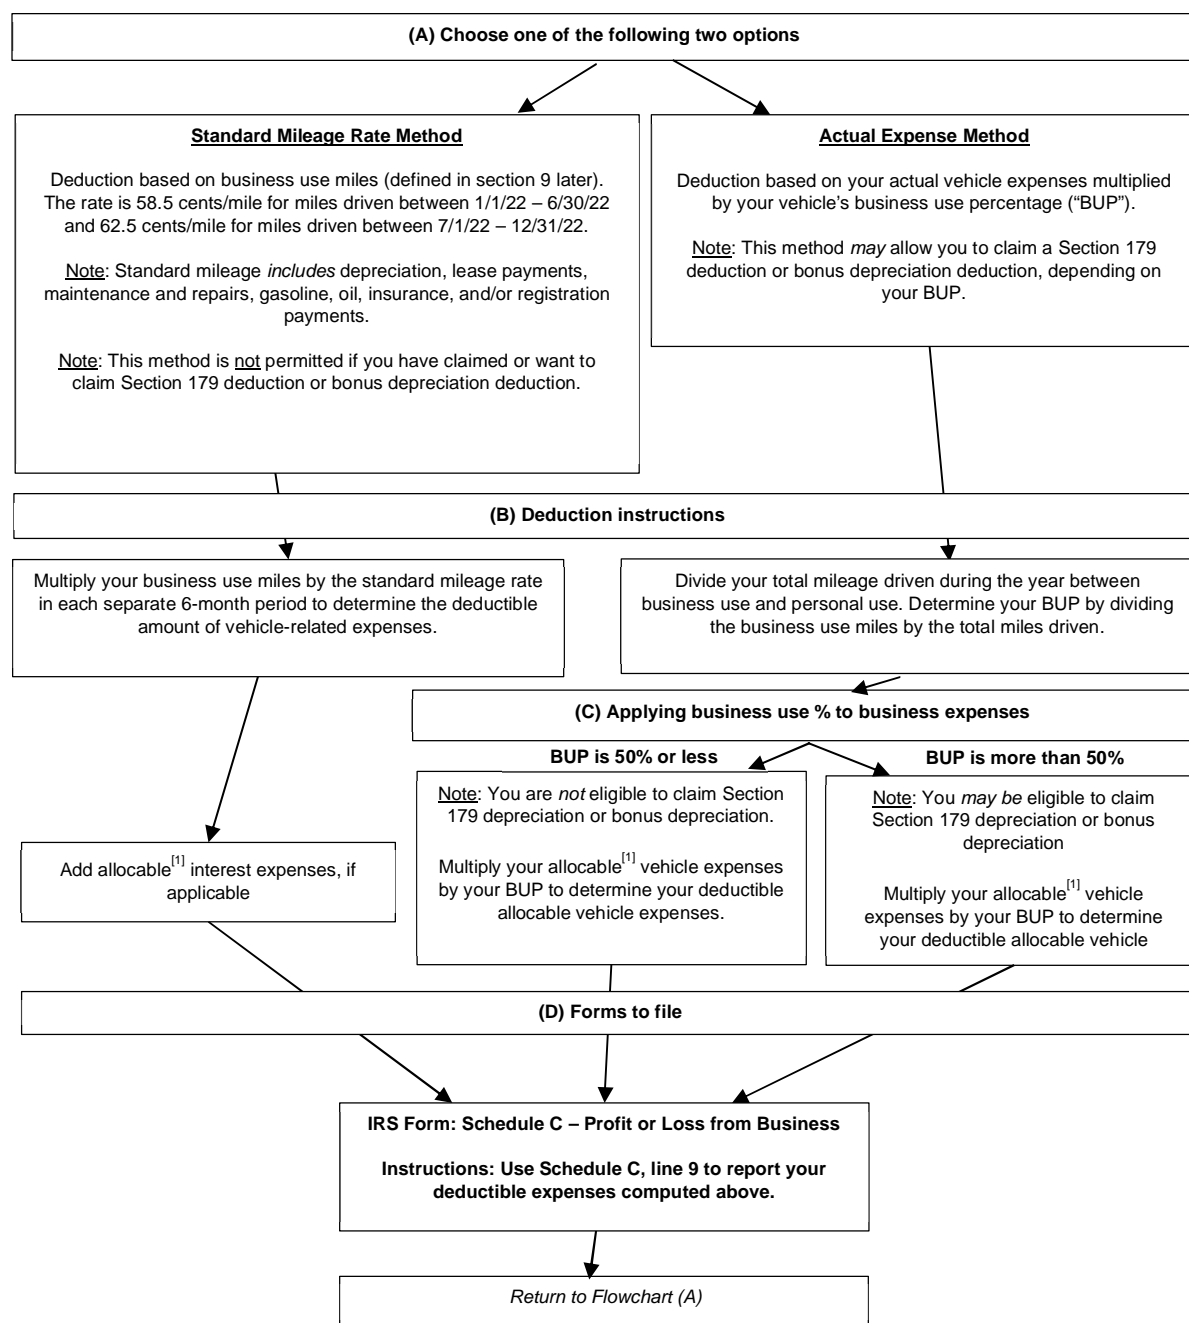 (A) Choose one of the following two options
Standard Mileage Rate Method
Deduction based on business use miles (defined in section 9 later).
The rate is 58.5 cents/mile for miles driven between 1/1/22 – 6/30/22
and 62.5 cents/mile for miles driven between 7/1/22 – 12/31/22.
Note: Standard mileage includes depreciation, lease payments,
maintenance and repairs, gasoline, oil, insurance, and/or registration
payments.
Note: This method is not permitted if you have claimed or want to
claim Section 179 deduction or bonus depreciation deduction.
Actual Expense Method
Deduction based on your actual vehicle expenses multiplied
by your vehicle's business use percentage ("BUP").
Note: This method may allow you to claim a Section 179
deduction or bonus depreciation deduction, depending on
your BUP.
(B) Deduction instructions
Multiply your business use miles by the standard mileage rate
in each separate 6-month period to determine the deductible
amount of vehicle-related expenses.
Divide your total mileage driven during the year between
business use and personal use. Determine your BUP by dividing
the business use miles by the total miles driven.
(C) Applying business use % to business expenses
BUP is 50% or less
BUP is more than 50%
Add allocable[1] interest expenses, if
applicable
Note: You are not eligible to claim Section
179 depreciation or bonus depreciation.
Multiply your allocable[1] vehicle expenses
by your BUP to determine your deductible
allocable vehicle expenses.
Note: You may be eligible to claim
Section 179 depreciation or bonus
depreciation
Multiply your allocable[1] vehicle
expenses by your BUP to determine
your deductible allocable vehicle
(D) Forms to file
IRS Form: Schedule C – Profit or Loss from Business
Instructions: Use Schedule C, line 9 to report your
deductible expenses computed above.
Return to Flowchart (A)